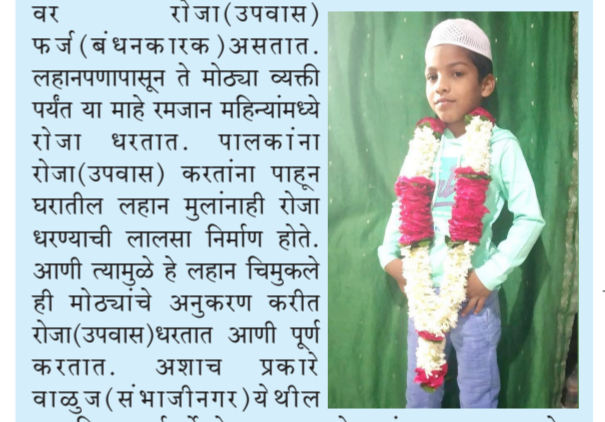 वर रोजा(उपवास)
फर्ज(बंधनकारक)असतात.
लहानपणापासून ते मोठ्या व्यक्ती
पर्यंत या माहे रमजान महिन्यांमध्ये
रोजा धरतात. पालकांना
रोजा(उपवास) करतांना पाहून
घरातील लहान मुलांनाही रोजा
धरण्याची लालसा निर्माण होते.
आणी त्यामुळे हे लहान चिमुकले
ही मोठ्यांचे अनुकरण करीत
रोजा(उपवास)धरतात आणी पूर्ण
करतात. अशाच प्रकारे
वाळुज(संभाजीनगर)येथील